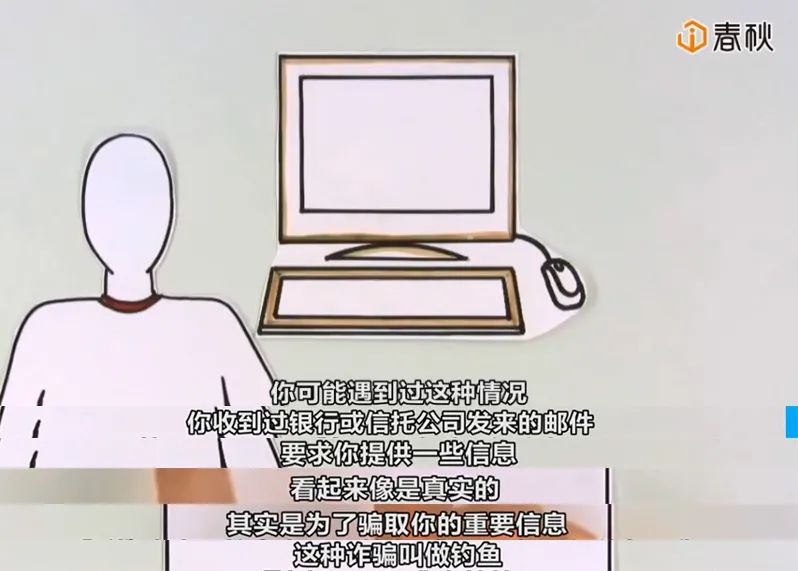 春秋
你可能遇到过这种情况
你收到过银行或信托公司发来的邮件
要求你提供一些信息
看起来像是真实的
其实是为了骗取你的重要信息
这种诈骗叫做钓鱼